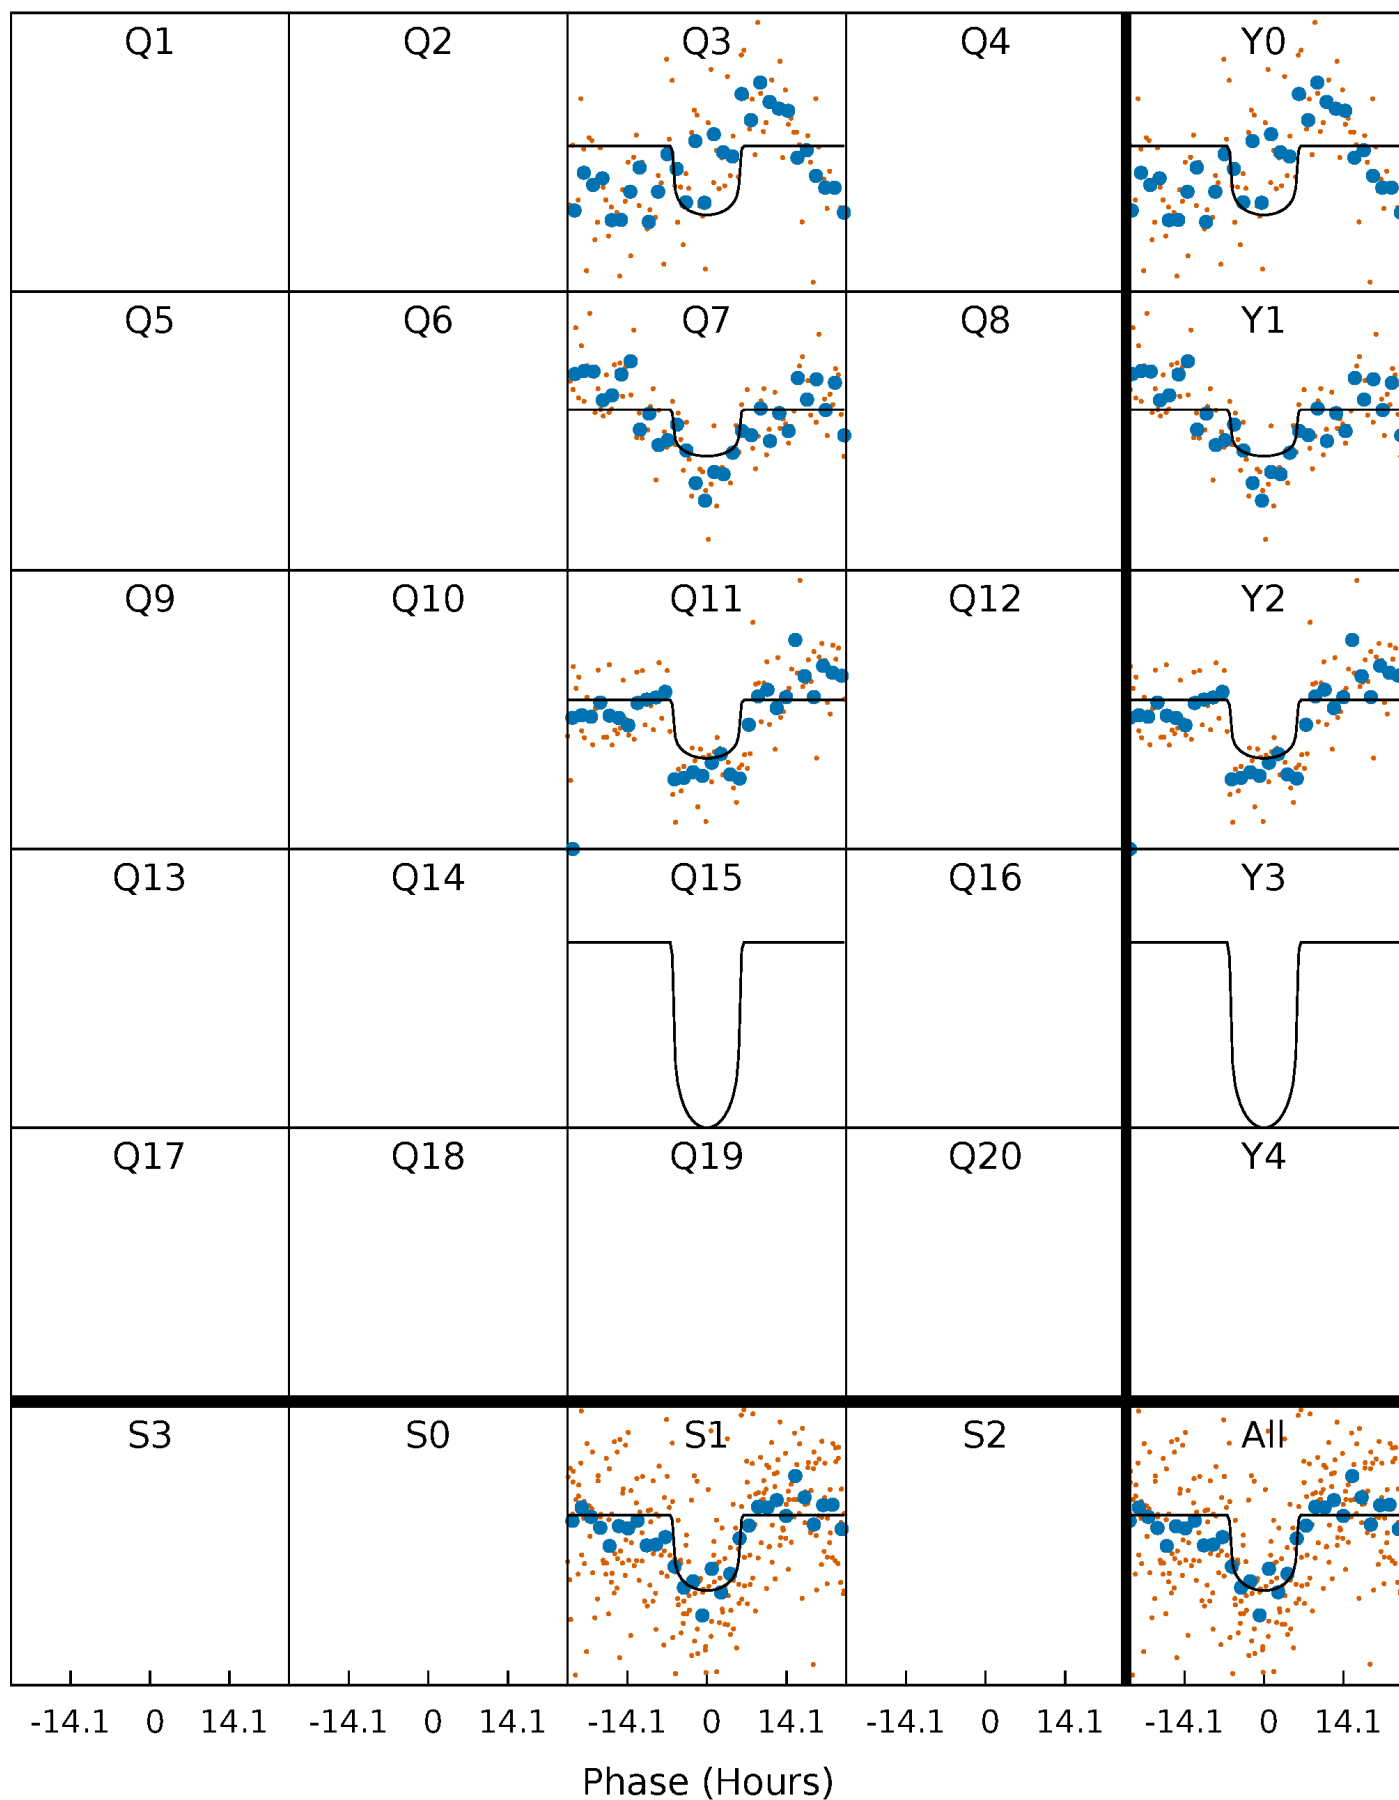 Q1 Q2 Q3 Q4 Y0
Q5 Q6 Q7 Q8 Y1
Q9 Q10 Q11 Q12 Y2
Q13 Q14 Q15 Q16 Y3
Q17 Q18 Q19 Q20 Y4
S3 S0 S1 S2 All
-14.1 0 14.1 -14.1 0 14.1 -14.1 0 14.1 -14.1 0 14.1 -14.1 0 14.1
Phase (Hours)